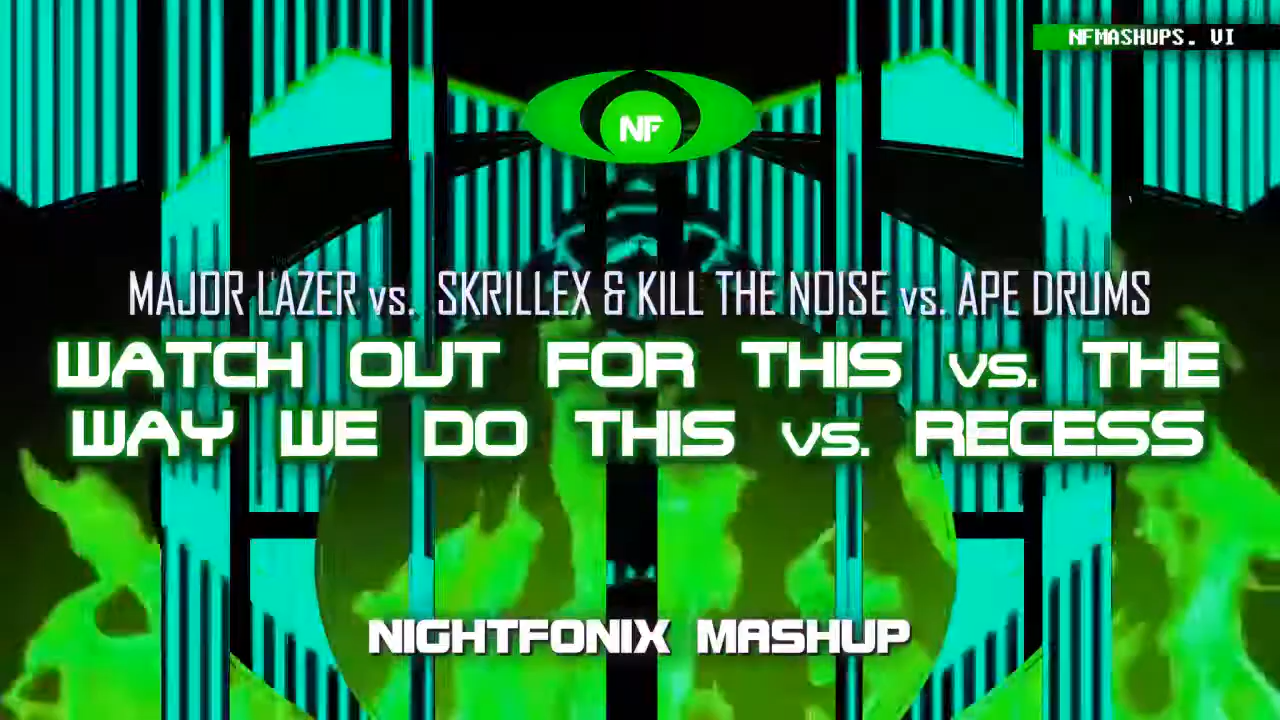 NFMASHUPS. VI
NF
MAJOR LAZER vs. SKRILLEX & KILL THE NOISE vs. APE DRUMS
WATCH OUT FOR THIS vs. THE
WAY WE DO THIS vs. RECESS
NIGHTFONIX MASHUP